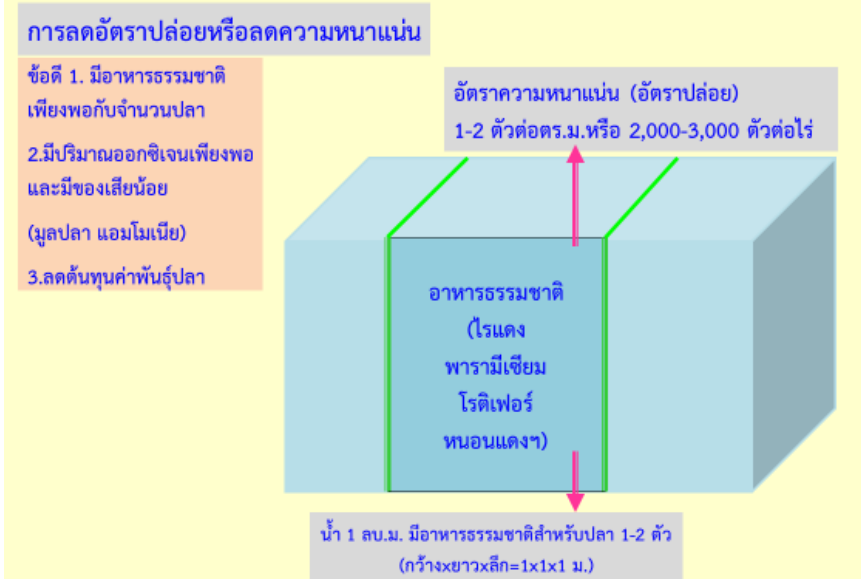 การลดอัตราปล่อยหรือลดความหนาแน่น
ข้อดี 1. มีอาหารธรรมชาติ
เพียงพอกับจำนวนปลา
2.มีปริมาณออกซิเจนเพียงพอ
และมีของเสียน้อย
(มูลปลา แอมโมเนีย)
3.ลดต้นทุนค่าพันธุ์ปลา
อัตราความหนาแน่น (อัตราปล่อย)
1-2 ตัวต่อตร.ม.หรือ 2,000-3,000 ตัวต่อไร่
อาหารธรรมชาติ
(ไรแดง
พารามีเซียม
โรติเฟอร์
หนอนแดงฯ)
น้ำ 1 ลบ.ม. มีอาหารธรรมชาติสำหรับปลา 1-2 ตัว
(กว้างxยาวxลึก=1x1x1 ม.)